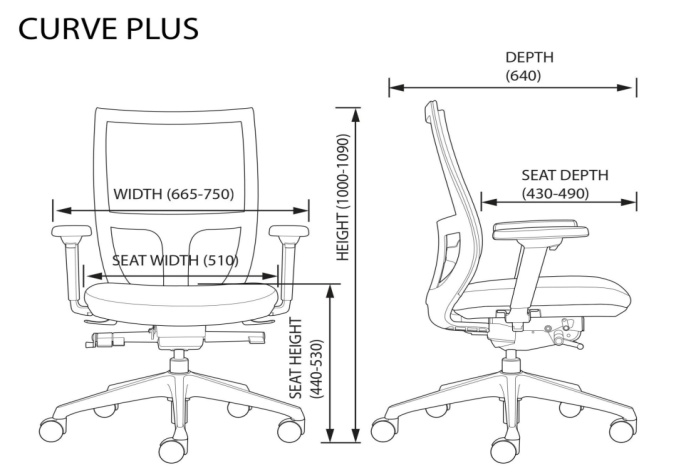 CURVE PLUS
DEPTH
(640)
WIDTH (665-750)
SEAT WIDTH (510)
HEIGHT (1000-1090)
SEAT HEIGHT
(440-530)
SEAT DEPTH
(430-490)